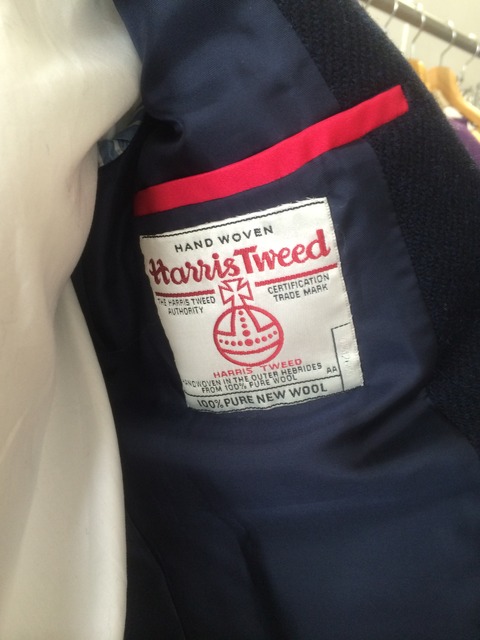 HAND WOVEN
Harris Tweed
THE HARRIS TWEED AUTHORITY
CERTIFICATION TRADE MARK
HARRIS TWEED
HANDWOVEN IN THE OUTER HEBRIDES
FROM 100% PURE WOOL
AA
100% PURE NEW WOOL